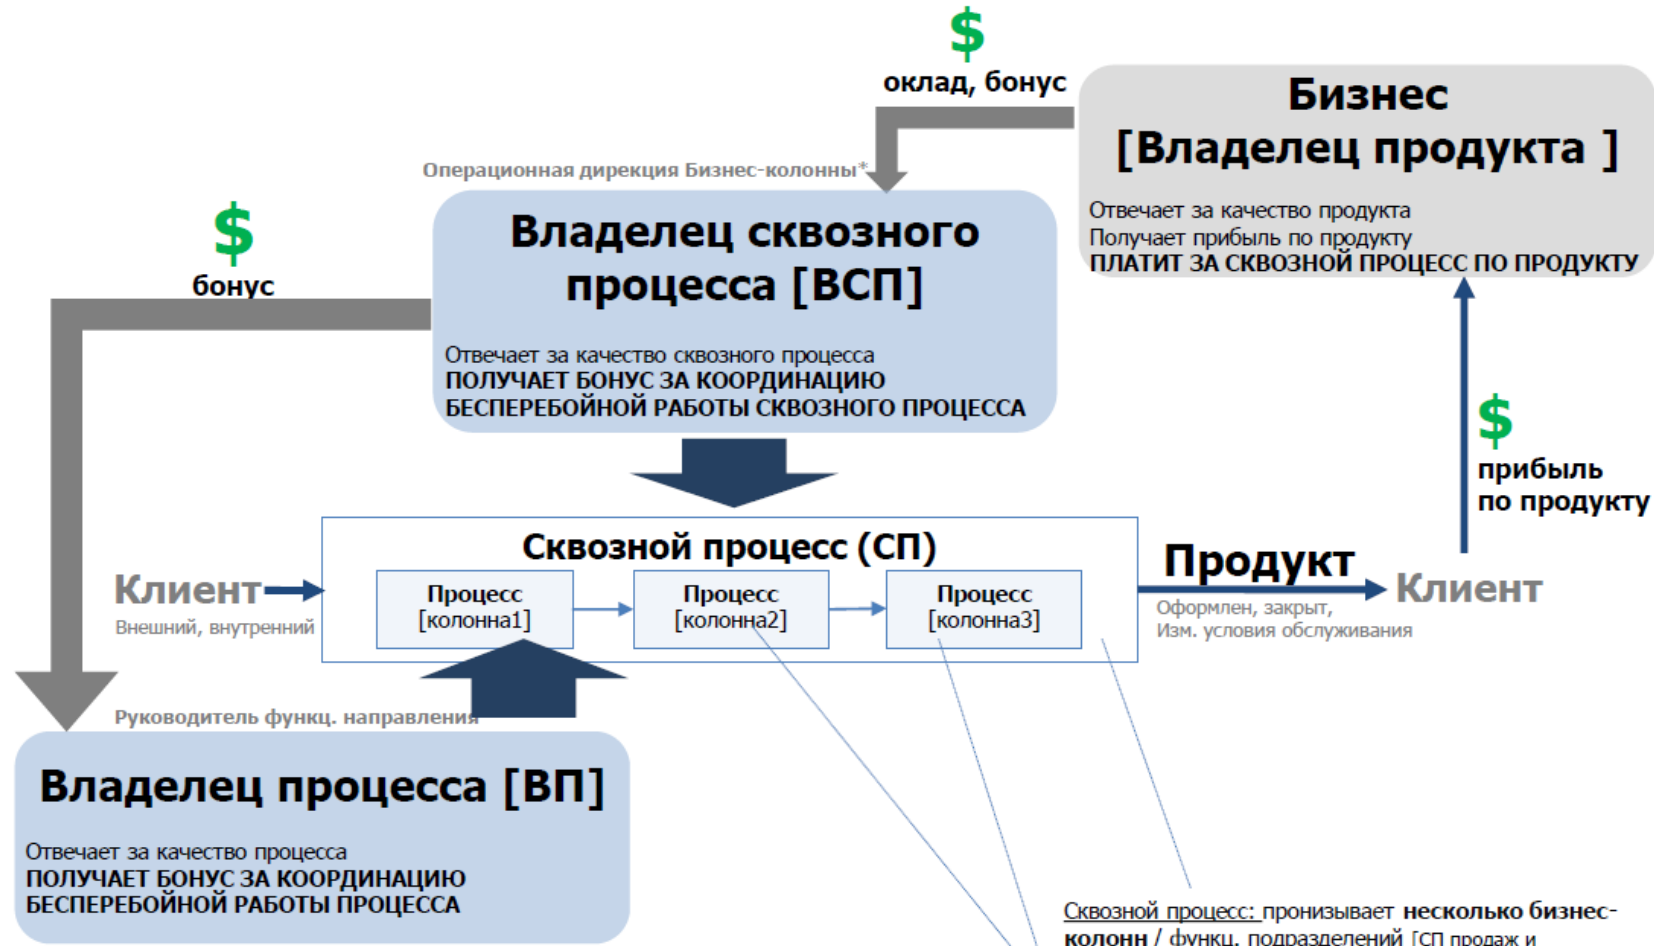 $
оклад, бонус
Бизнес
[Владелец продукта ]
Отвечает за качество продукта
Получает прибыль по продукту
ПЛАТИТ ЗА СКВОЗНОЙ ПРОЦЕСС ПО ПРОДУКТУ
Операционная дирекция Бизнес-колонны*
Владелец сквозного
процесса [ВСП]
Отвечает за качество сквозного процесса
ПОЛУЧАЕТ БОНУС ЗА КООРДИНАЦИЮ
БЕСПЕРЕБОЙНОЙ РАБОТЫ СКВОЗНОГО ПРОЦЕССА
$
бонус
$
прибыль
по продукту
Сквозной процесс (СП)
Клиент
Внешний, внутренний
Процесс
[колонна1]
Процесс
[колонна2]
Процесс
[колонна3]
Продукт
Оформлен, закрыт,
Изм. условия обслуживания
Клиент
Руководитель функц. направления
Владелец процесса [ВП]
Отвечает за качество процесса
ПОЛУЧАЕТ БОНУС ЗА КООРДИНАЦИЮ
БЕСПЕРЕБОЙНОЙ РАБОТЫ ПРОЦЕССА
Сквозной процесс: пронизывает несколько бизнес-
колонн / функц. подразделений [СП продаж и